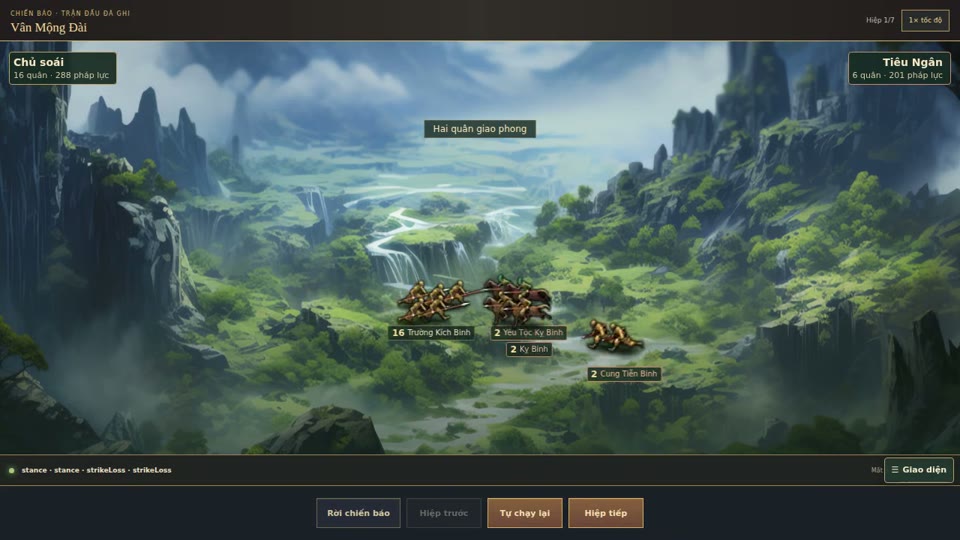 CHIẾN BÁO · TRẬN ĐẤU ĐÃ GHI
Vân Mộng Đài
Hiệp 1/7
1× tốc độ
Chủ soái
16 quân · 288 pháp lực
Tiêu Ngân
6 quân · 201 pháp lực
Hai quân giao phong
16 Trường Kích Binh
2 Yêu Tộc Kỵ Binh
2 Kỵ Binh
2 Cung Tiễn Binh
stance · stance · strikeLoss · strikeLoss
Mất
☰ Giao diện
Rời chiến báo
Hiệp trước
Tự chạy lại
Hiệp tiếp